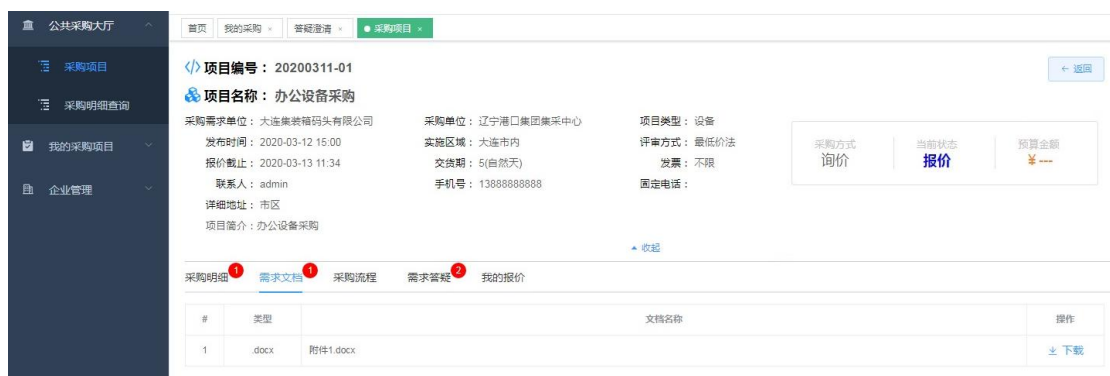 公共采购大厅
采购项目
采购明细查询
我的采购项目
企业管理
首页 我的采购 × 答疑澄清 × 采购项目 ×
项目编号： 20200311-01
返回
项目名称： 办公设备采购
采购需求单位： 大连集装箱码头有限公司 采购单位： 辽宁港口集团集采中心 项目类型： 设备
发布时间： 2020-03-12 15:00 实施区域： 大连市内 评审方式： 最低价法
报价截止： 2020-03-13 11:34 交货期： 5(自然天) 发票： 不限
联系人： admin 手机号： 13888888888 固定电话：
详细地址： 市区
项目简介：办公设备采购
采购方式 当前状态 预算金额
询价 报价 ￥---
收起
采购明细 1 需求文档 1 采购流程 需求答疑 2 我的报价
# 类型 文档名称 操作
1 .docx 附件1.docx 下载